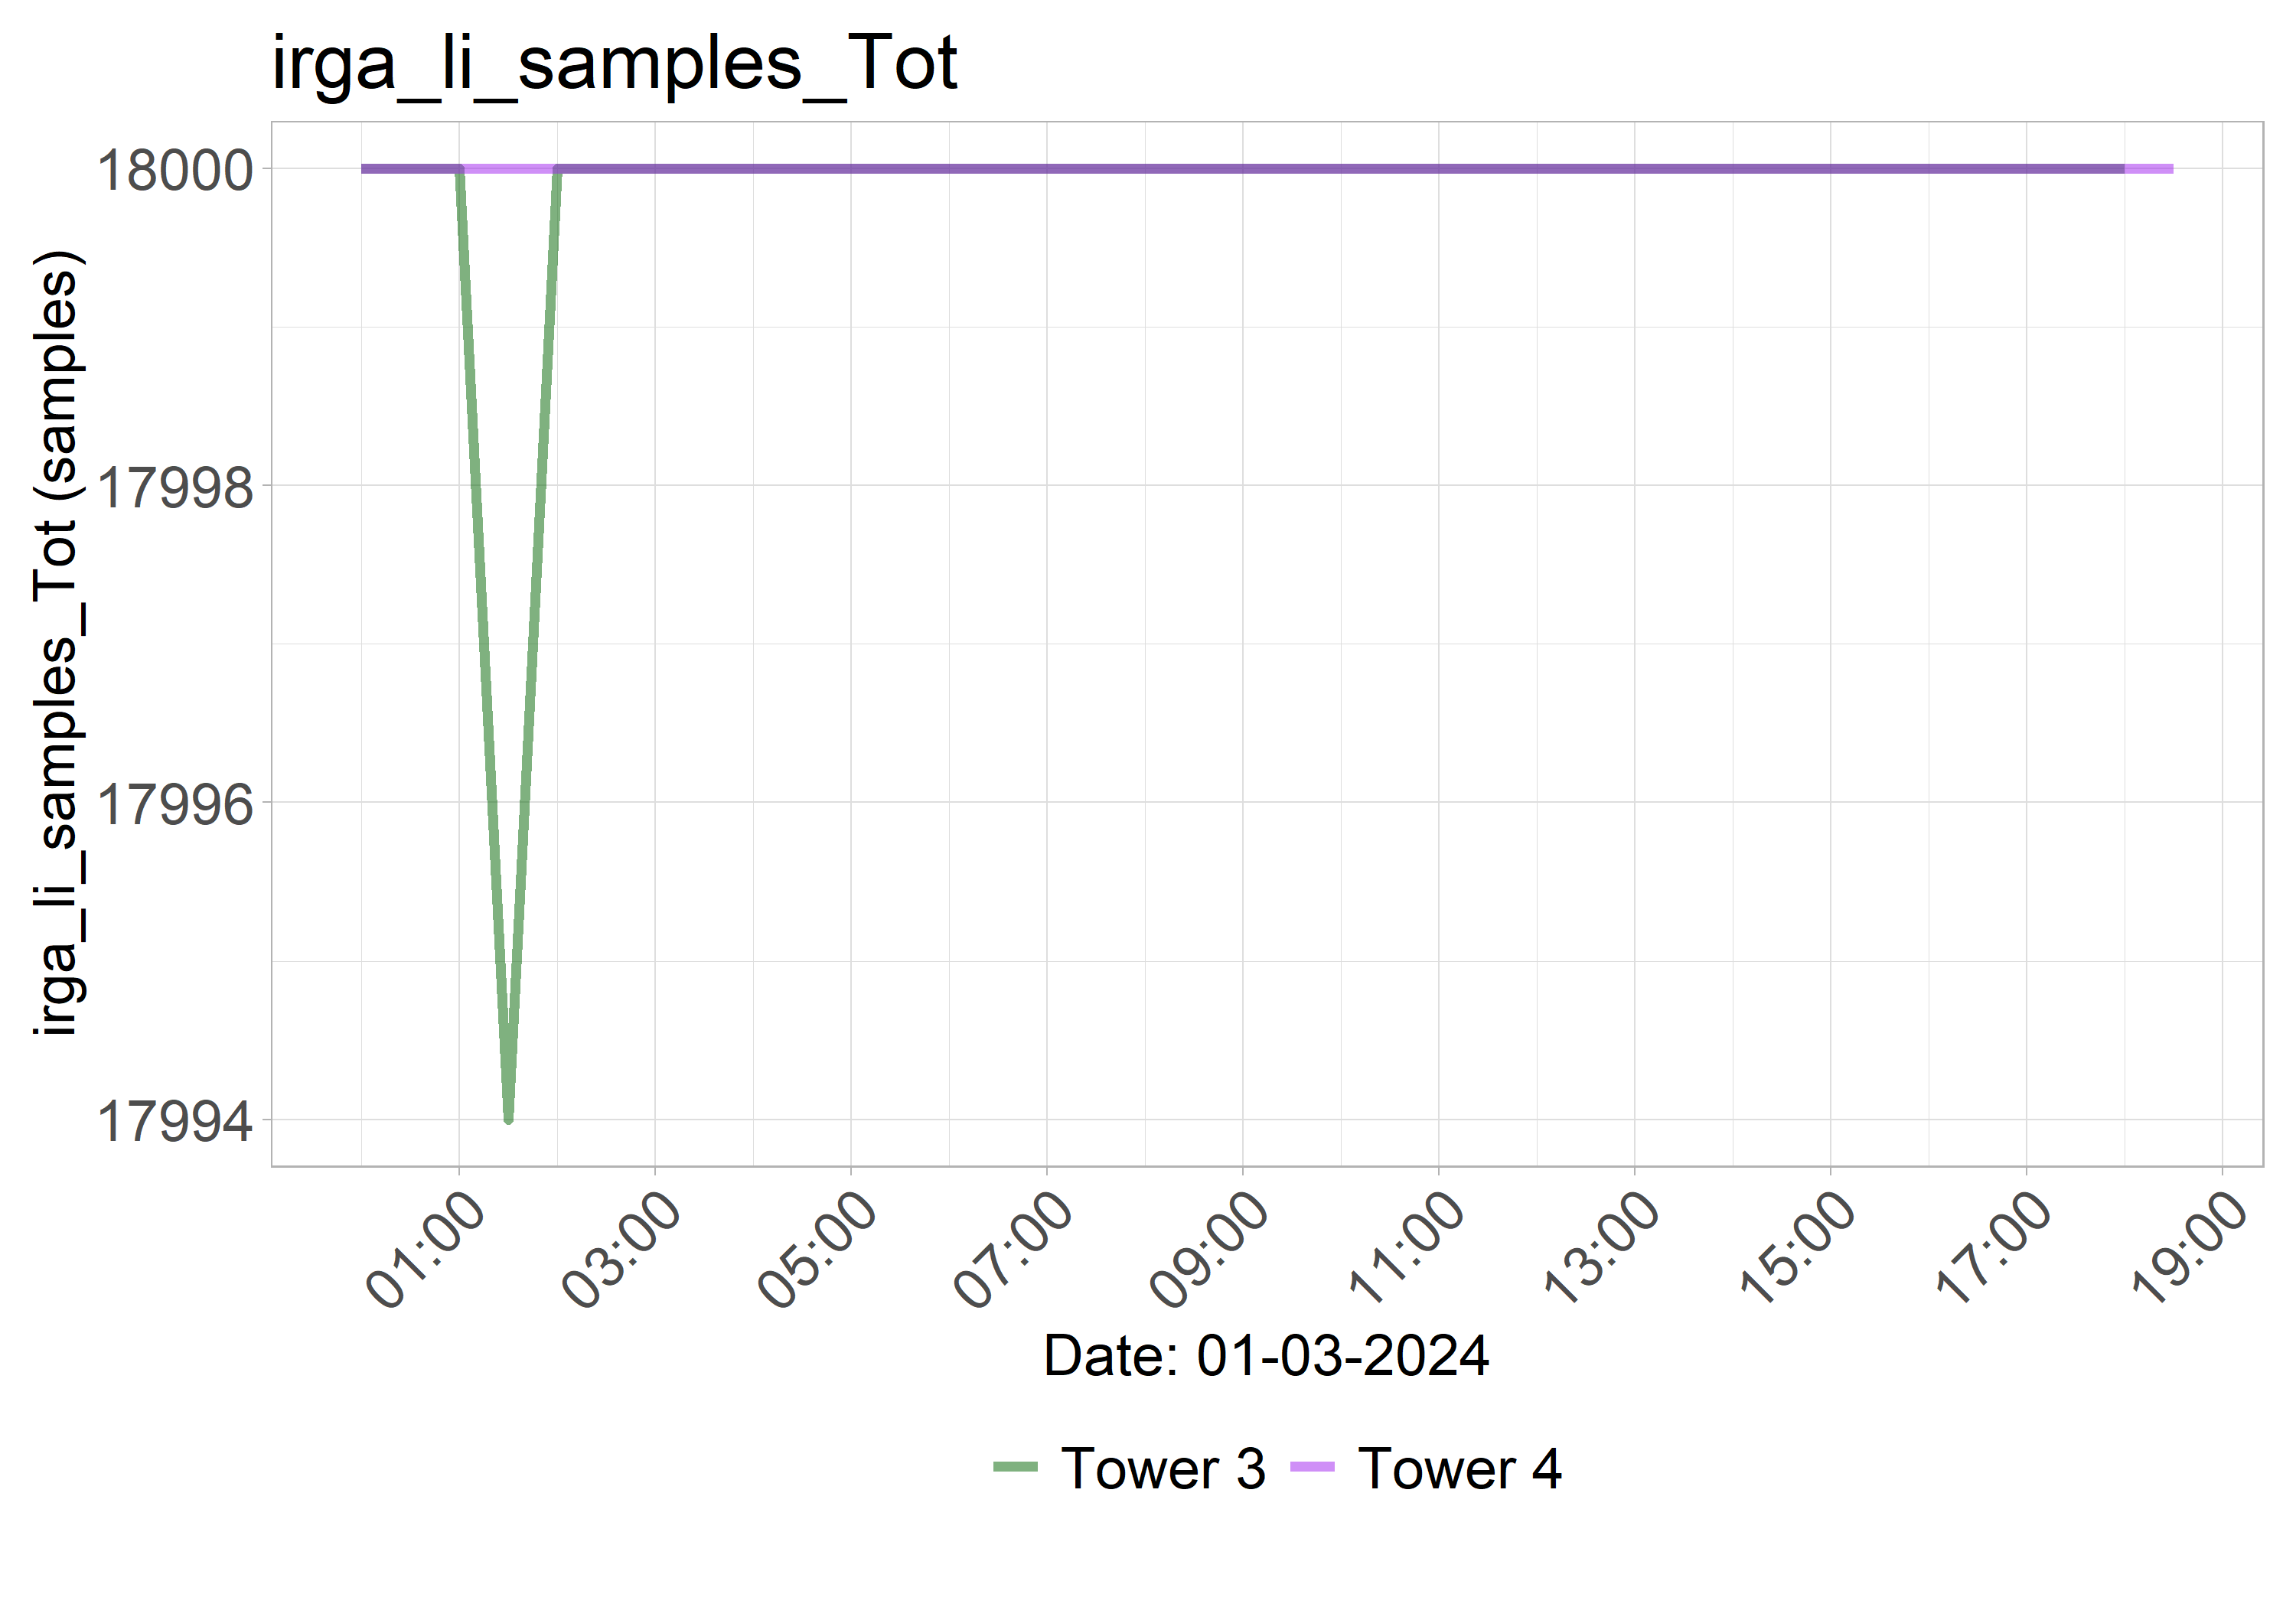 irga_li_samples_Tot
irga_li_samples_Tot (samples)
18000
17998
17996
17994
01:00
03:00
05:00
07:00
09:00
11:00
13:00
15:00
17:00
19:00
Date: 01-03-2024
Tower 3
Tower 4